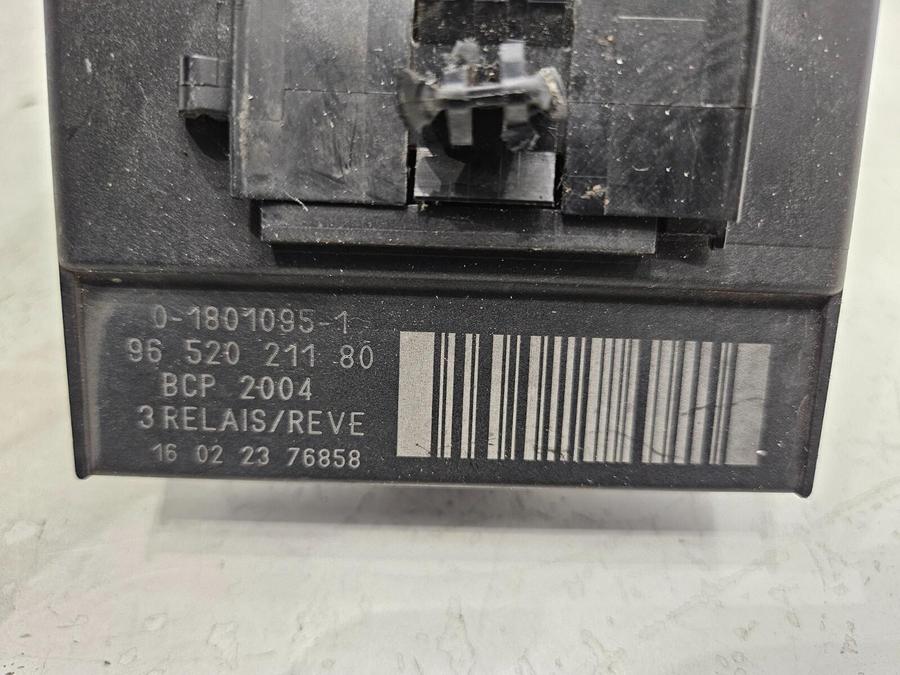 0-1801095-1
96 520 211 80
BCP 2004
3 RELAIS/REVE
16 02 23 76858